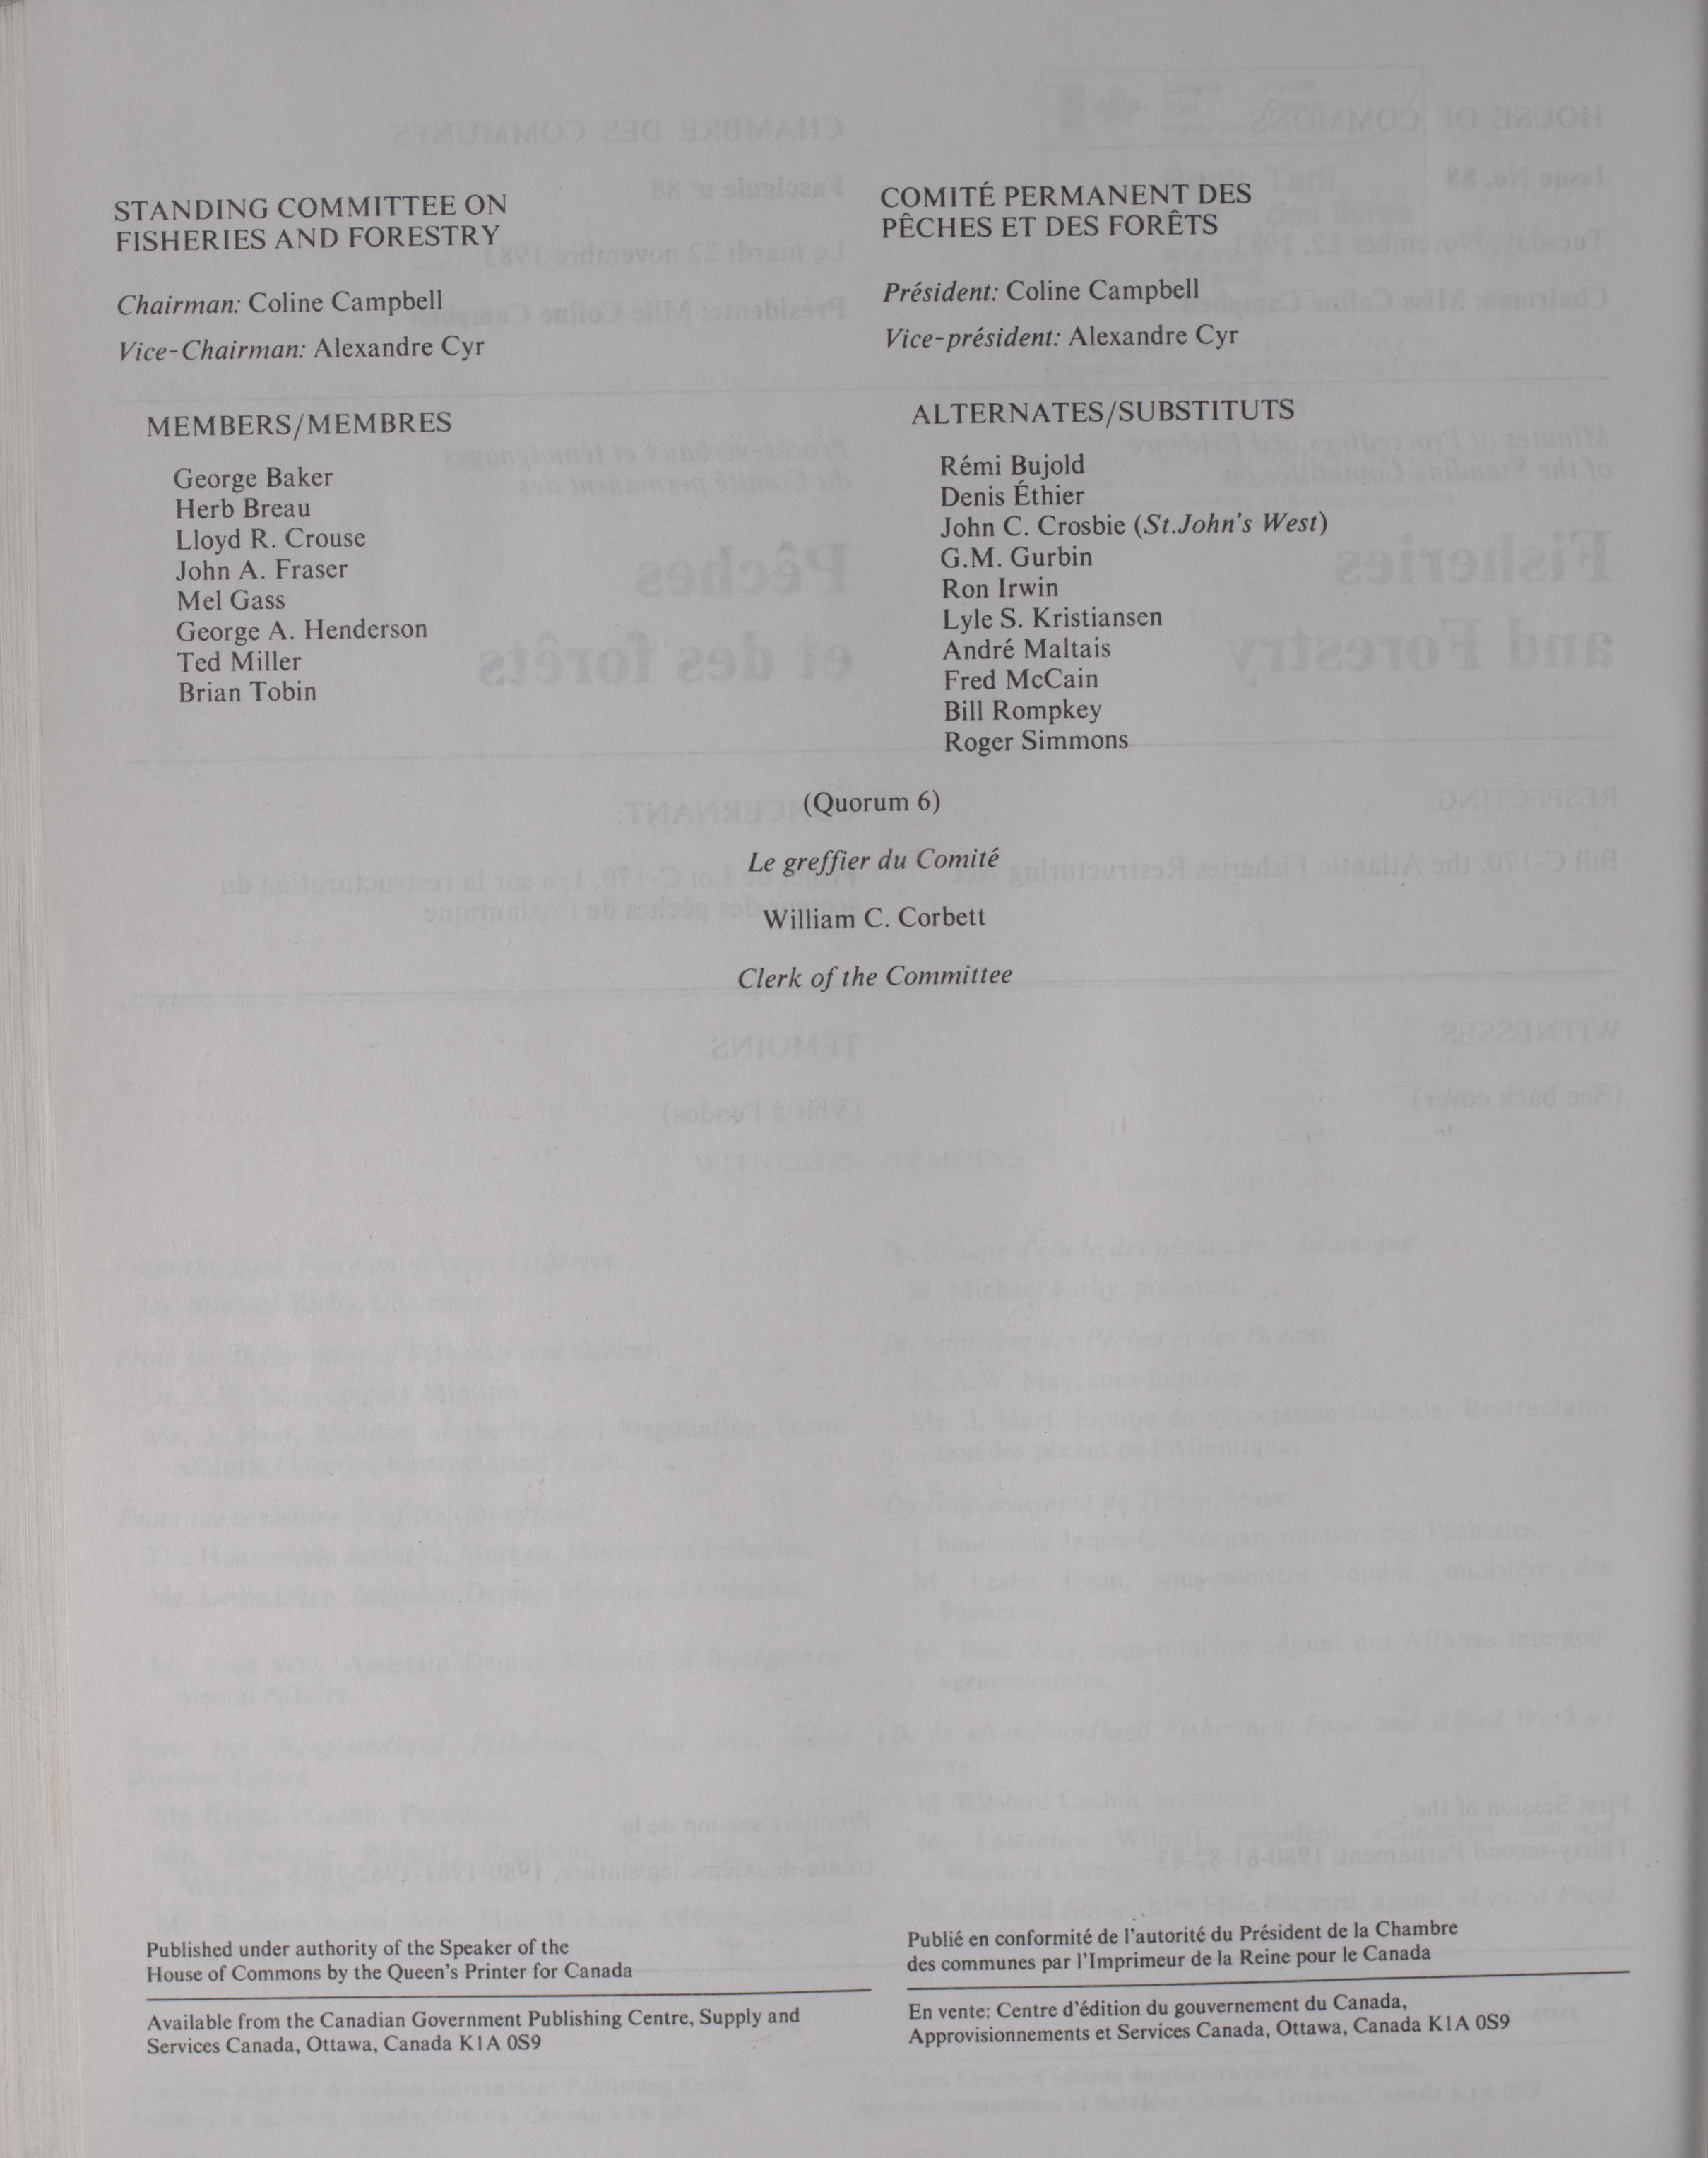 STANDING COMMITTEE ON
FISHERIES AND FORESTRY
Chairman: Coline Campbell
Vice-Chairman: Alexandre Cyr
COMITÉ PERMANENT DES
PÊCHES ET DES FORÊTS
Président: Coline Campbell
Vice-président: Alexandre Cyr
MEMBERS/MEMBRES
George Baker
Herb Breau
Lloyd R. Crouse
John A. Fraser
Mel Gass
George A. Henderson
Ted Miller
Brian Tobin
ALTERNATES/SUBSTITUTS
Rémi Bujold
Denis Éthier
John C. Crosbie (St.John's West)
G.M. Gurbin
Ron Irwin
Lyle S. Kristiansen
André Maltais
Fred McCain
Bill Rompkey
Roger Simmons
(Quorum 6)
Le greffier du Comité
William C. Corbett
Clerk of the Committee
Published under authority of the Speaker of the
House of Commons by the Queen's Printer for Canada
Available from the Canadian Government Publishing Centre, Supply and
Services Canada, Ottawa, Canada K1A 0S9
Publié en conformité de l'autorité du Président de la Chambre
des communes par l'Imprimeur de la Reine pour le Canada
En vente: Centre d'édition du gouvernement du Canada,
Approvisionnements et Services Canada, Ottawa, Canada K1A 0S9